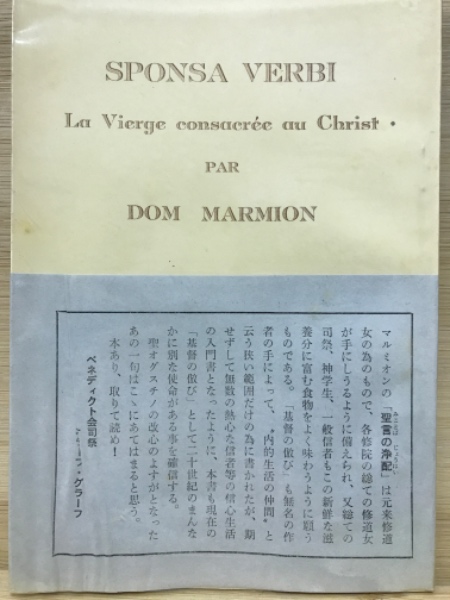 SPONSA VERBI
La Vierge consacrée au Christ •
PAR
DOM MARMION
マルミオンの「聖言の浄配」は元来修道
女の為のもので、各修院の総ての修道女
が手にしうるように備えられ、又総ての
司祭、神学生、一般信者もこの新鮮な滋
養分に富む食物をよく味わうように願う
ものである。「基督の倣び」も無名の作
者の手によって、〝内的生活の仲間〟と
云う狭い範囲だけの為に書かれたが、期
せずして無数の熱心な信者等の信心生活
の入門書となったように、本書も現在の
「基督の倣び」として二十世紀のまんな
かに別な使命がある事を確信する。
聖オグスチノの改心のよすがとなった
あの一句はこゝにあてはまると思う。
本あり、取りて読め!
ベネディクト会司祭
グラーフ